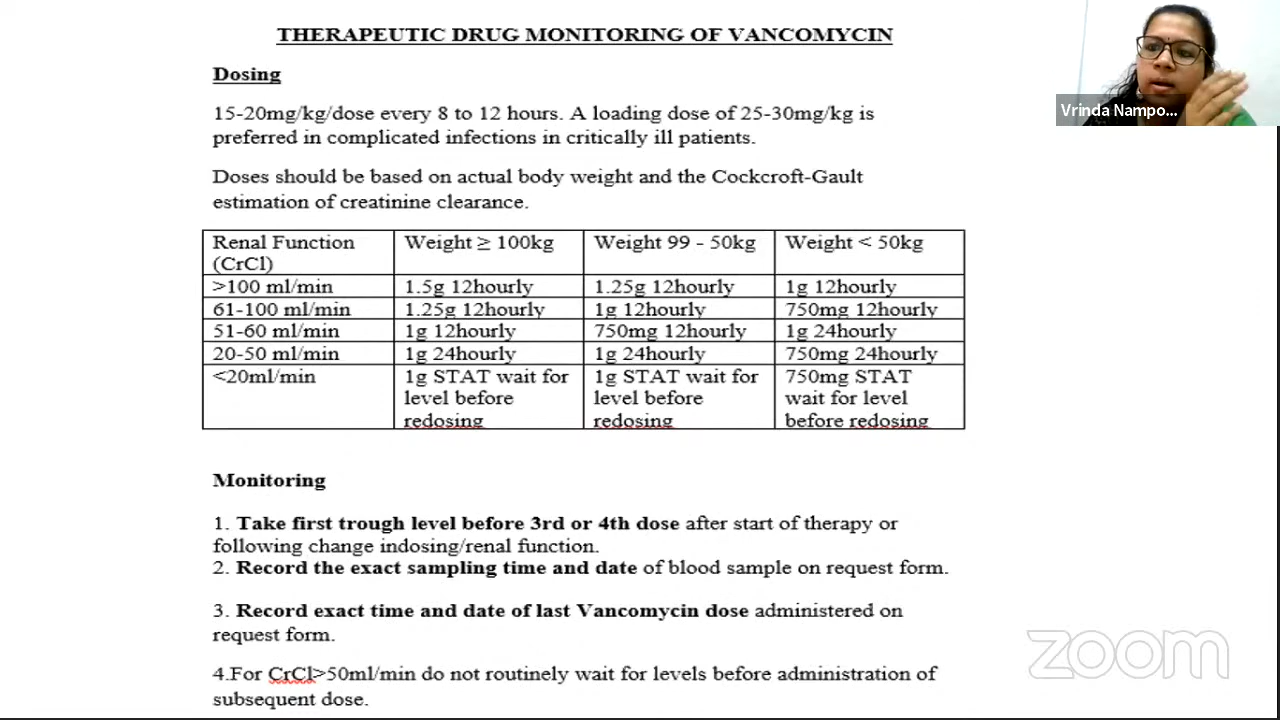 THERAPEUTIC DRUG MONITORING OF VANCOMYCIN
Dosing
15-20mg/kg/dose every 8 to 12 hours. A loading dose of 25-30mg/kg is
preferred in complicated infections in critically ill patients.
Doses should be based on actual body weight and the Cockcroft-Gault
estimation of creatinine clearance.
Renal Function (CrCl) Weight ≥ 100kg Weight 99 - 50kg Weight < 50kg
>100 ml/min 1.5g 12hourly 1.25g 12hourly 1g 12hourly
61-100 ml/min 1.25g 12hourly 1g 12hourly 750mg 12hourly
51-60 ml/min 1g 12hourly 750mg 12hourly 1g 24hourly
20-50 ml/min 1g 24hourly 1g 24hourly 750mg 24hourly
<20ml/min 1g STAT wait for level before redosing 1g STAT wait for level before redosing 750mg STAT wait for level before redosing
Monitoring
1. Take first trough level before 3rd or 4th dose after start of therapy or
following change indosing/renal function.
2. Record the exact sampling time and date of blood sample on request form.
3. Record exact time and date of last Vancomycin dose administered on
request form.
4.For CrCl>50ml/min do not routinely wait for levels before administration of
subsequent dose.
Vrinda Nampo...
zoom